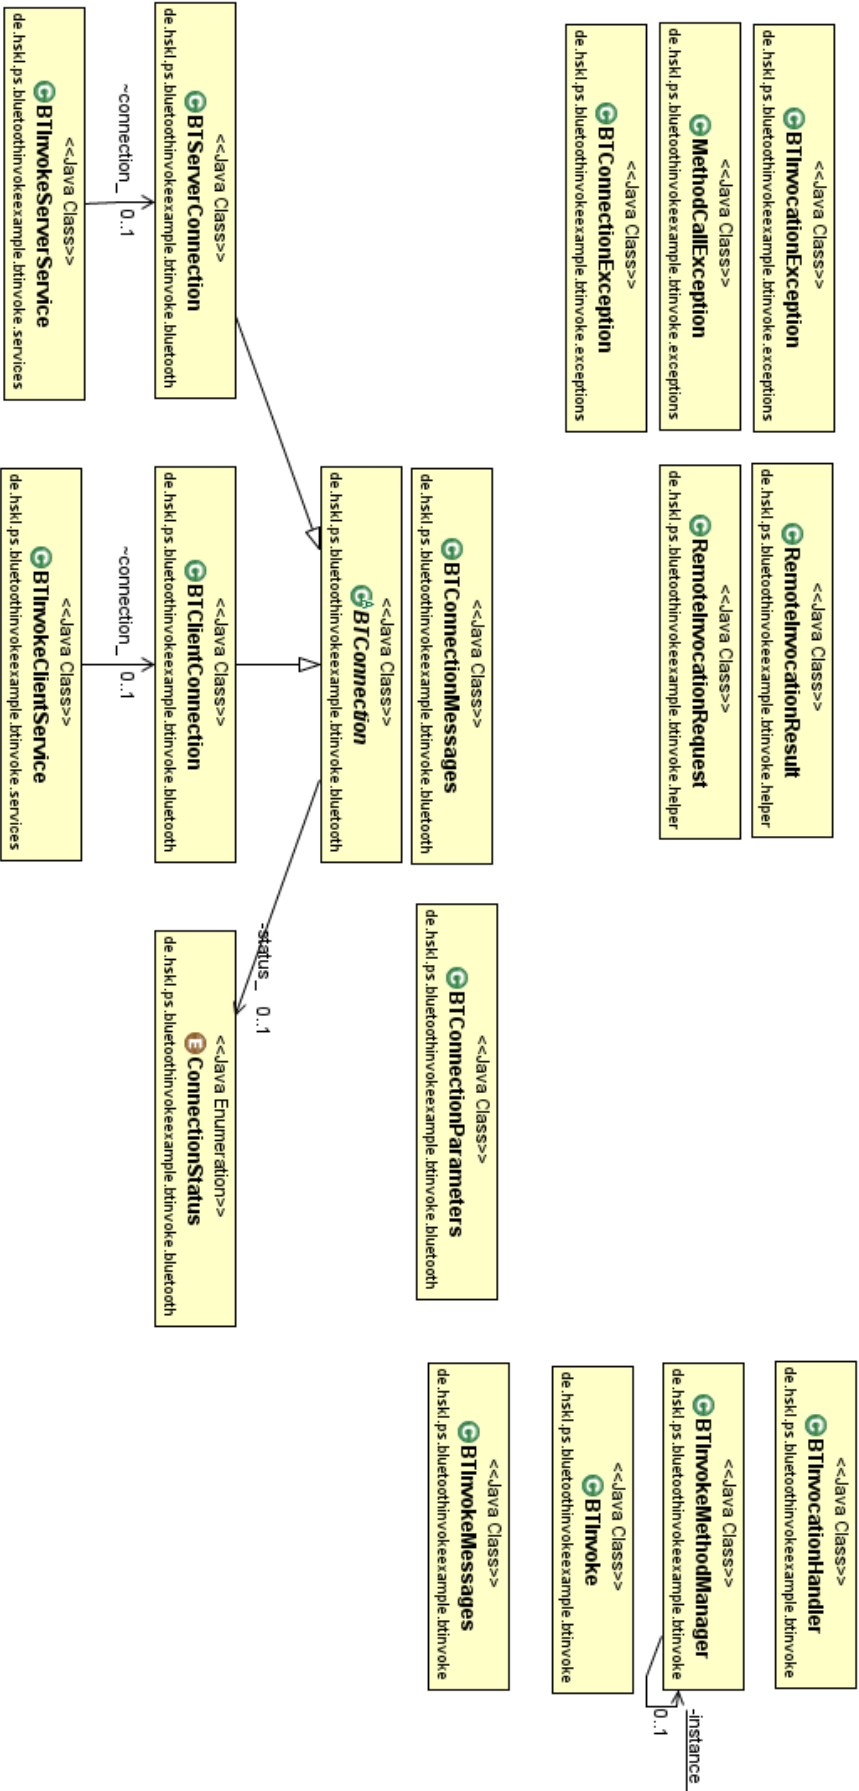 <<Java Class>>
BTInvocationException
de.hskl.ps.bluetoothinvokeexample.btinvoke.exceptions
<<Java Class>>
RemoteInvocationResult
de.hskl.ps.bluetoothinvokeexample.btinvoke.helper
<<Java Class>>
BTInvocationHandler
de.hskl.ps.bluetoothinvokeexample.btinvoke
<<Java Class>>
MethodCallException
de.hskl.ps.bluetoothinvokeexample.btinvoke.exceptions
<<Java Class>>
RemoteInvocationRequest
de.hskl.ps.bluetoothinvokeexample.btinvoke.helper
<<Java Class>>
BTInvokeMethodManager
de.hskl.ps.bluetoothinvokeexample.btinvoke
-instance
0..1
<<Java Class>>
BTConnectionException
de.hskl.ps.bluetoothinvokeexample.btinvoke.exceptions
<<Java Class>>
BTInvoke
de.hskl.ps.bluetoothinvokeexample.btinvoke
<<Java Class>>
BTConnectionMessages
de.hskl.ps.bluetoothinvokeexample.btinvoke.bluetooth
<<Java Class>>
BTConnectionParameters
de.hskl.ps.bluetoothinvokeexample.btinvoke.bluetooth
<<Java Class>>
BTInvokeMessages
de.hskl.ps.bluetoothinvokeexample.btinvoke
<<Java Class>>
BTConnection
de.hskl.ps.bluetoothinvokeexample.btinvoke.bluetooth
-status_ 0..1
<<Java Class>>
BTServerConnection
de.hskl.ps.bluetoothinvokeexample.btinvoke.bluetooth
<<Java Class>>
BTClientConnection
de.hskl.ps.bluetoothinvokeexample.btinvoke.bluetooth
<<Java Enumeration>>
ConnectionStatus
de.hskl.ps.bluetoothinvokeexample.btinvoke.bluetooth
~connection_ 0..1
~connection_ 0..1
<<Java Class>>
BTInvokeServerService
de.hskl.ps.bluetoothinvokeexample.btinvoke.services
<<Java Class>>
BTInvokeClientService
de.hskl.ps.bluetoothinvokeexample.btinvoke.services